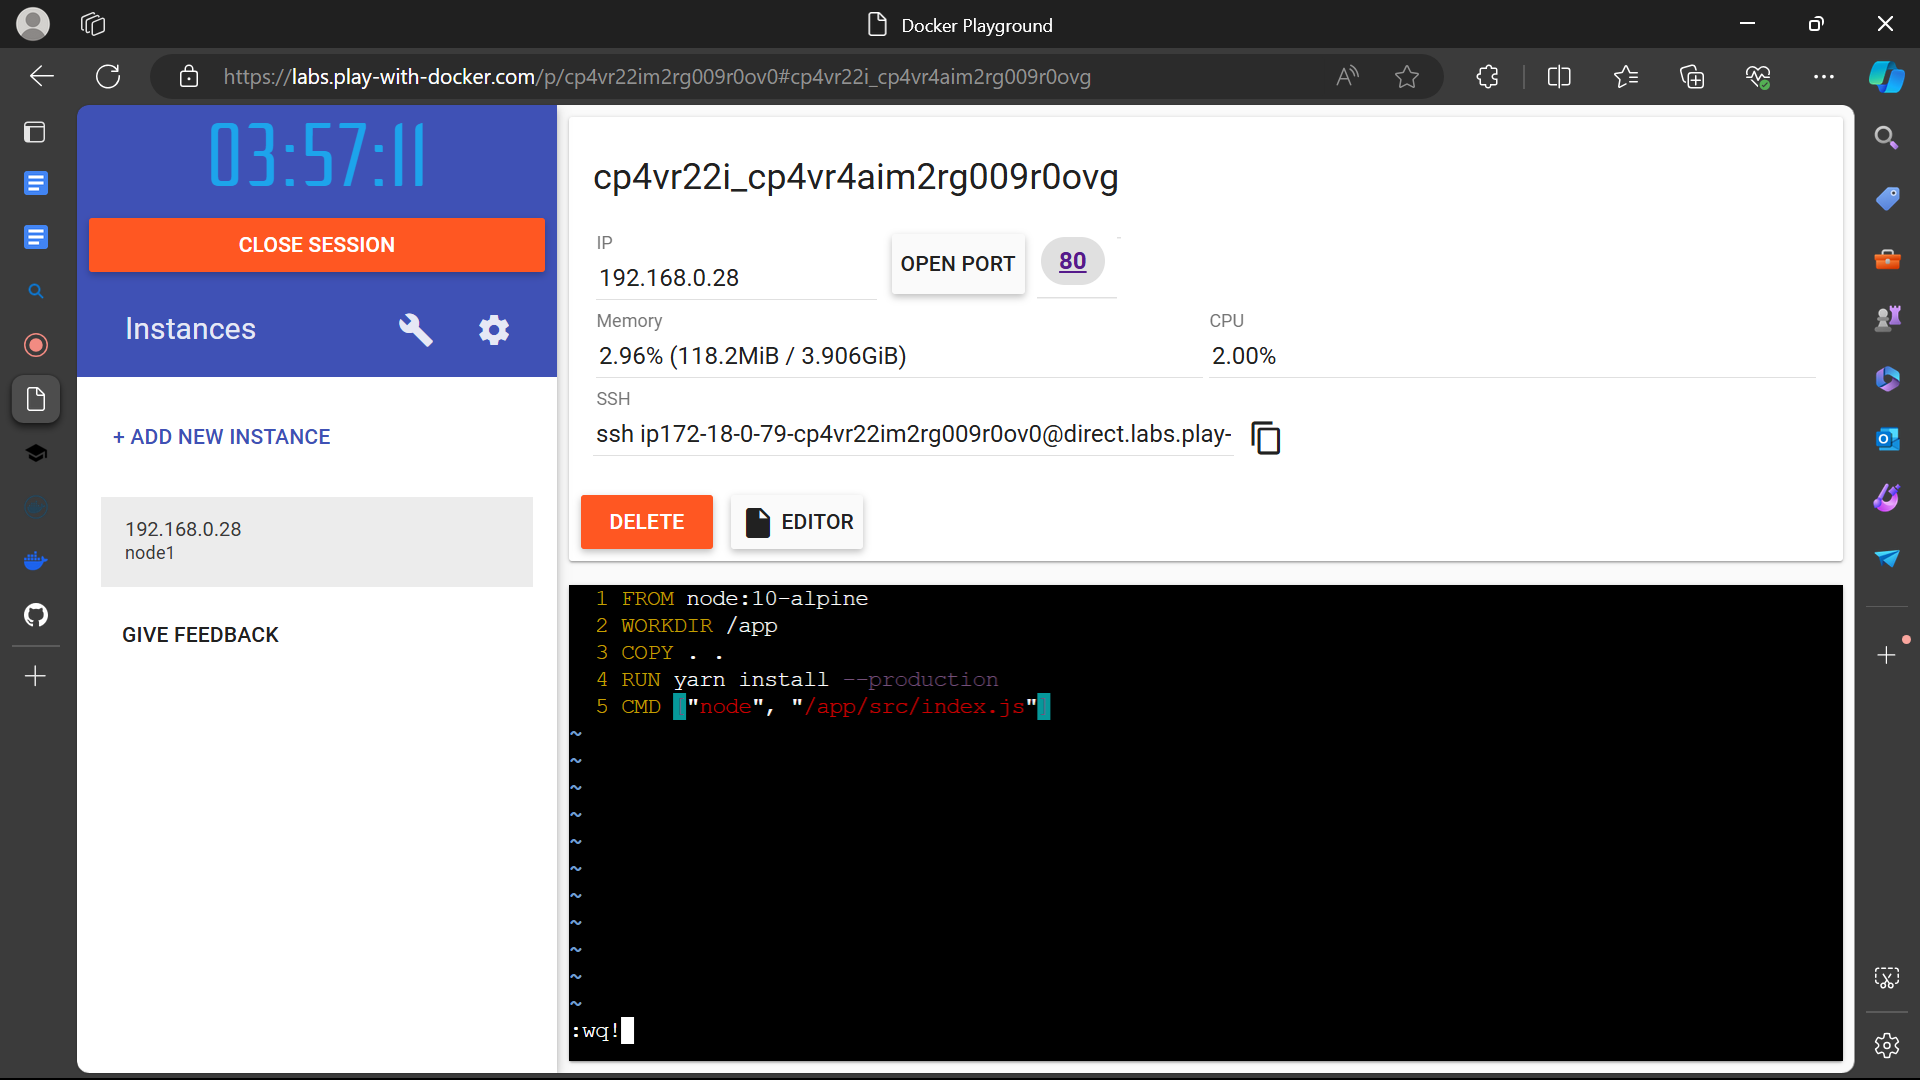 Docker Playground
https://labs.play-with-docker.com/p/cp4vr22im2rg009r0ov0#cp4vr22i_cp4vr4aim2rg009r0ovg
03:57:11
CLOSE SESSION
Instances
+ ADD NEW INSTANCE
192.168.0.28
node1
GIVE FEEDBACK
cp4vr22i_cp4vr4aim2rg009r0ovg
IP
192.168.0.28
OPEN PORT
80
Memory
2.96% (118.2MiB / 3.906GiB)
CPU
2.00%
SSH
ssh ip172-18-0-79-cp4vr22im2rg009r0ov0@direct.labs.play-
DELETE
EDITOR
1 FROM node:10-alpine
2 WORKDIR /app
3 COPY . .
4 RUN yarn install --production
5 CMD ["node", "/app/src/index.js"]
~
~
~
~
~
~
~
~
~
~
~
:wq!